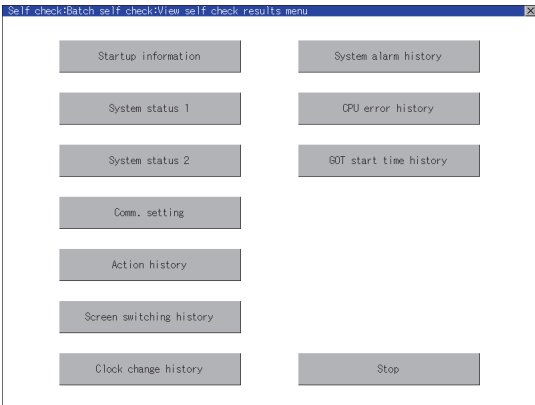 Self check:Batch self check:View self check results menu
Startup information
System alarm history
System status 1
CPU error history
System status 2
GOT start time history
Comm. setting
Action history
Screen switching history
Clock change history
Stop